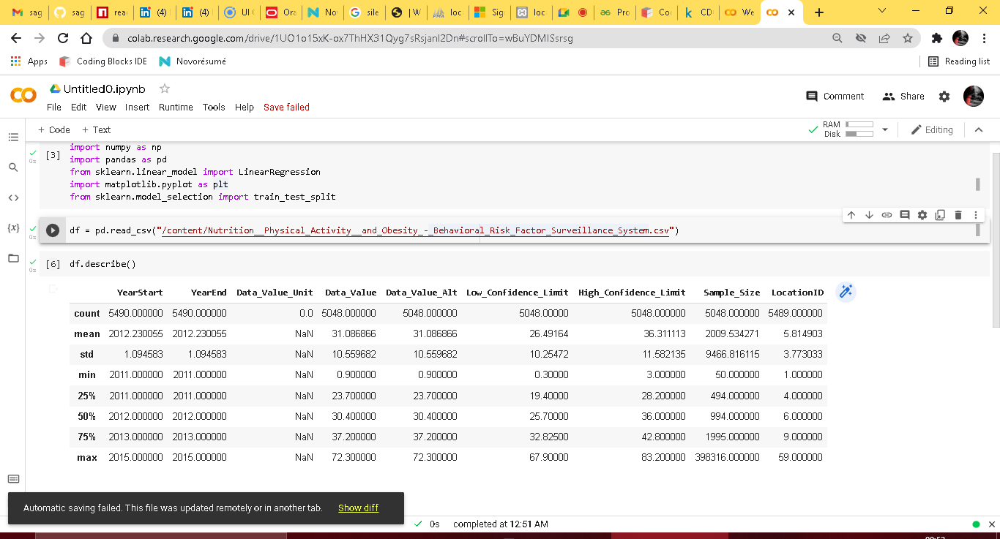 sag sag rea (4) (4) UI Ora No sile | W loc Sig loc Pro Co CD We
colab.research.google.com/drive/1UO1o15xK-ox7ThHX31Qyg7sRsjanI2Dn#scrollTo=wBuYDMISsrsg
Apps Coding Blocks IDE Novorésumé Reading list
Untitled0.ipynb
File Edit View Insert Runtime Tools Help Save failed Comment Share
+ Code + Text RAM Disk Editing
[3] import numpy as np
0s import pandas as pd
from sklearn.linear_model import LinearRegression
import matplotlib.pyplot as plt
from sklearn.model_selection import train_test_split
0s df = pd.read_csv("/content/Nutrition__Physical_Activity__and_Obesity_-_Behavioral_Risk_Factor_Surveillance_System.csv")
[6] df.describe()
0s
YearStart YearEnd Data_Value_Unit Data_Value Data_Value_Alt Low_Confidence_Limit High_Confidence_Limit Sample_Size LocationID
count 5490.000000 5490.000000 0.0 5048.000000 5048.000000 5048.00000 5048.000000 5048.000000 5489.000000
mean 2012.230055 2012.230055 NaN 31.086866 31.086866 26.49164 36.311113 2009.534271 5.814903
std 1.094583 1.094583 NaN 10.559682 10.559682 10.25472 11.582135 9466.816115 3.773033
min 2011.000000 2011.000000 NaN 0.900000 0.900000 0.30000 3.000000 50.000000 1.000000
25% 2011.000000 2011.000000 NaN 23.700000 23.700000 19.40000 28.200000 494.000000 4.000000
50% 2012.000000 2012.000000 NaN 30.400000 30.400000 25.70000 36.000000 994.000000 6.000000
75% 2013.000000 2013.000000 NaN 37.200000 37.200000 32.82500 42.800000 1995.000000 9.000000
max 2015.000000 2015.000000 NaN 72.300000 72.300000 67.90000 83.200000 398316.000000 59.000000
Automatic saving failed. This file was updated remotely or in another tab. Show diff
0s completed at 12:51 AM